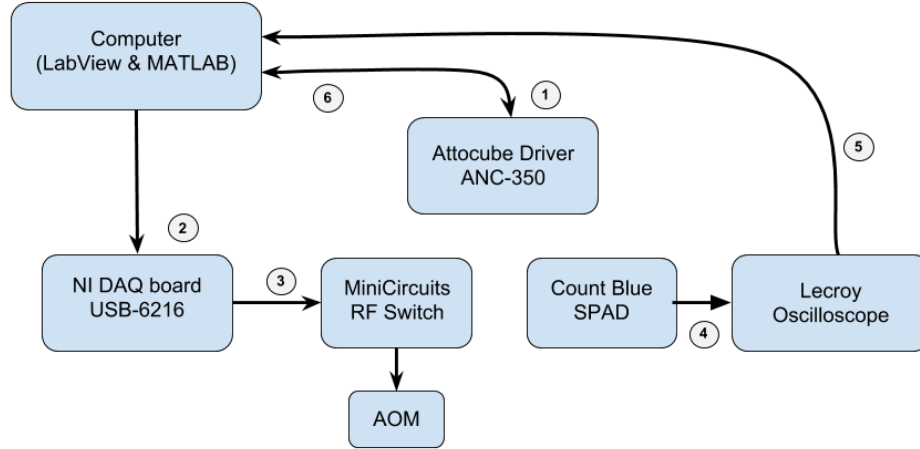 Computer
(LabView & MATLAB)
6
1
Attocube Driver
ANC-350
5
2
NI DAQ board
USB-6216
3
MiniCircuits
RF Switch
Count Blue
SPAD
4
Lecroy
Oscilloscope
AOM